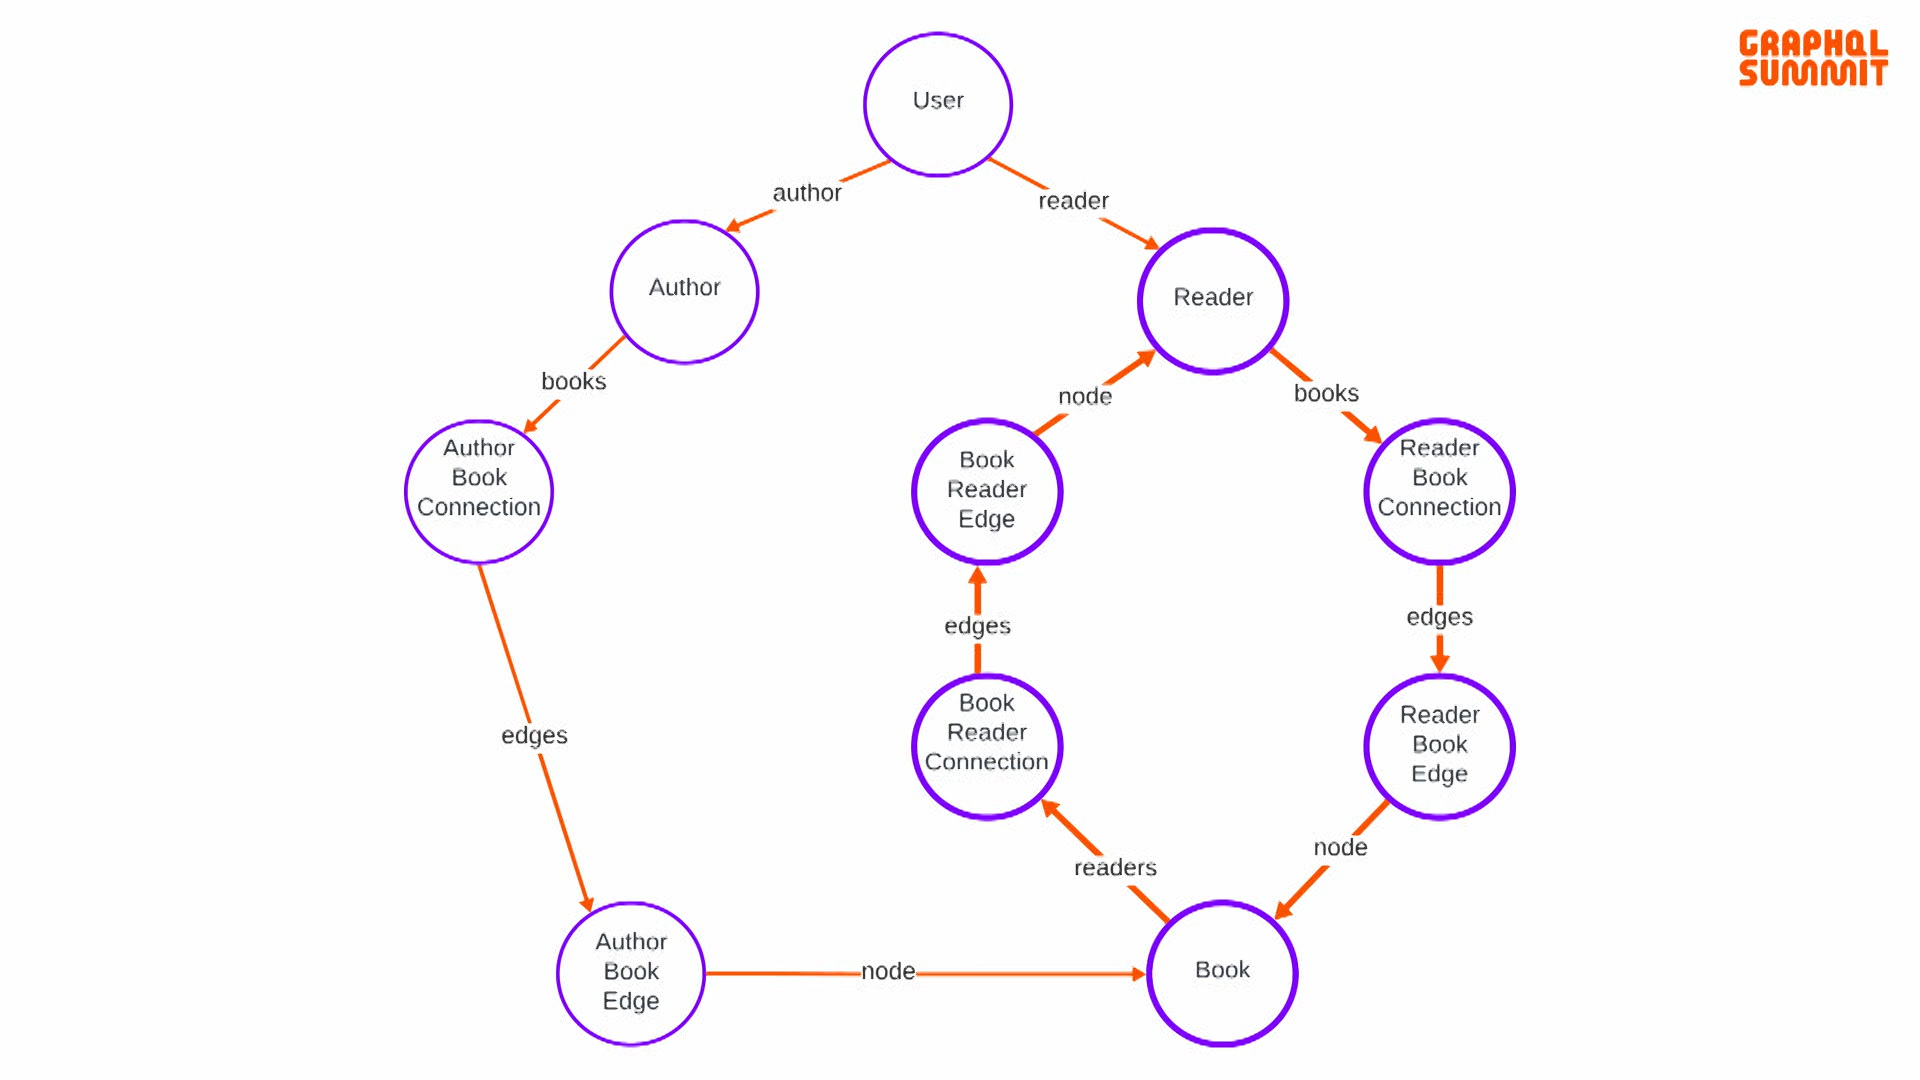 GRAPHQL
SUMMIT
User
author
reader
Author
Reader
books
node
books
Author
Book
Connection
Book
Reader
Edge
Reader
Book
Connection
edges
edges
edges
Book
Reader
Connection
Reader
Book
Edge
readers
node
Author
Book
Edge
node
Book